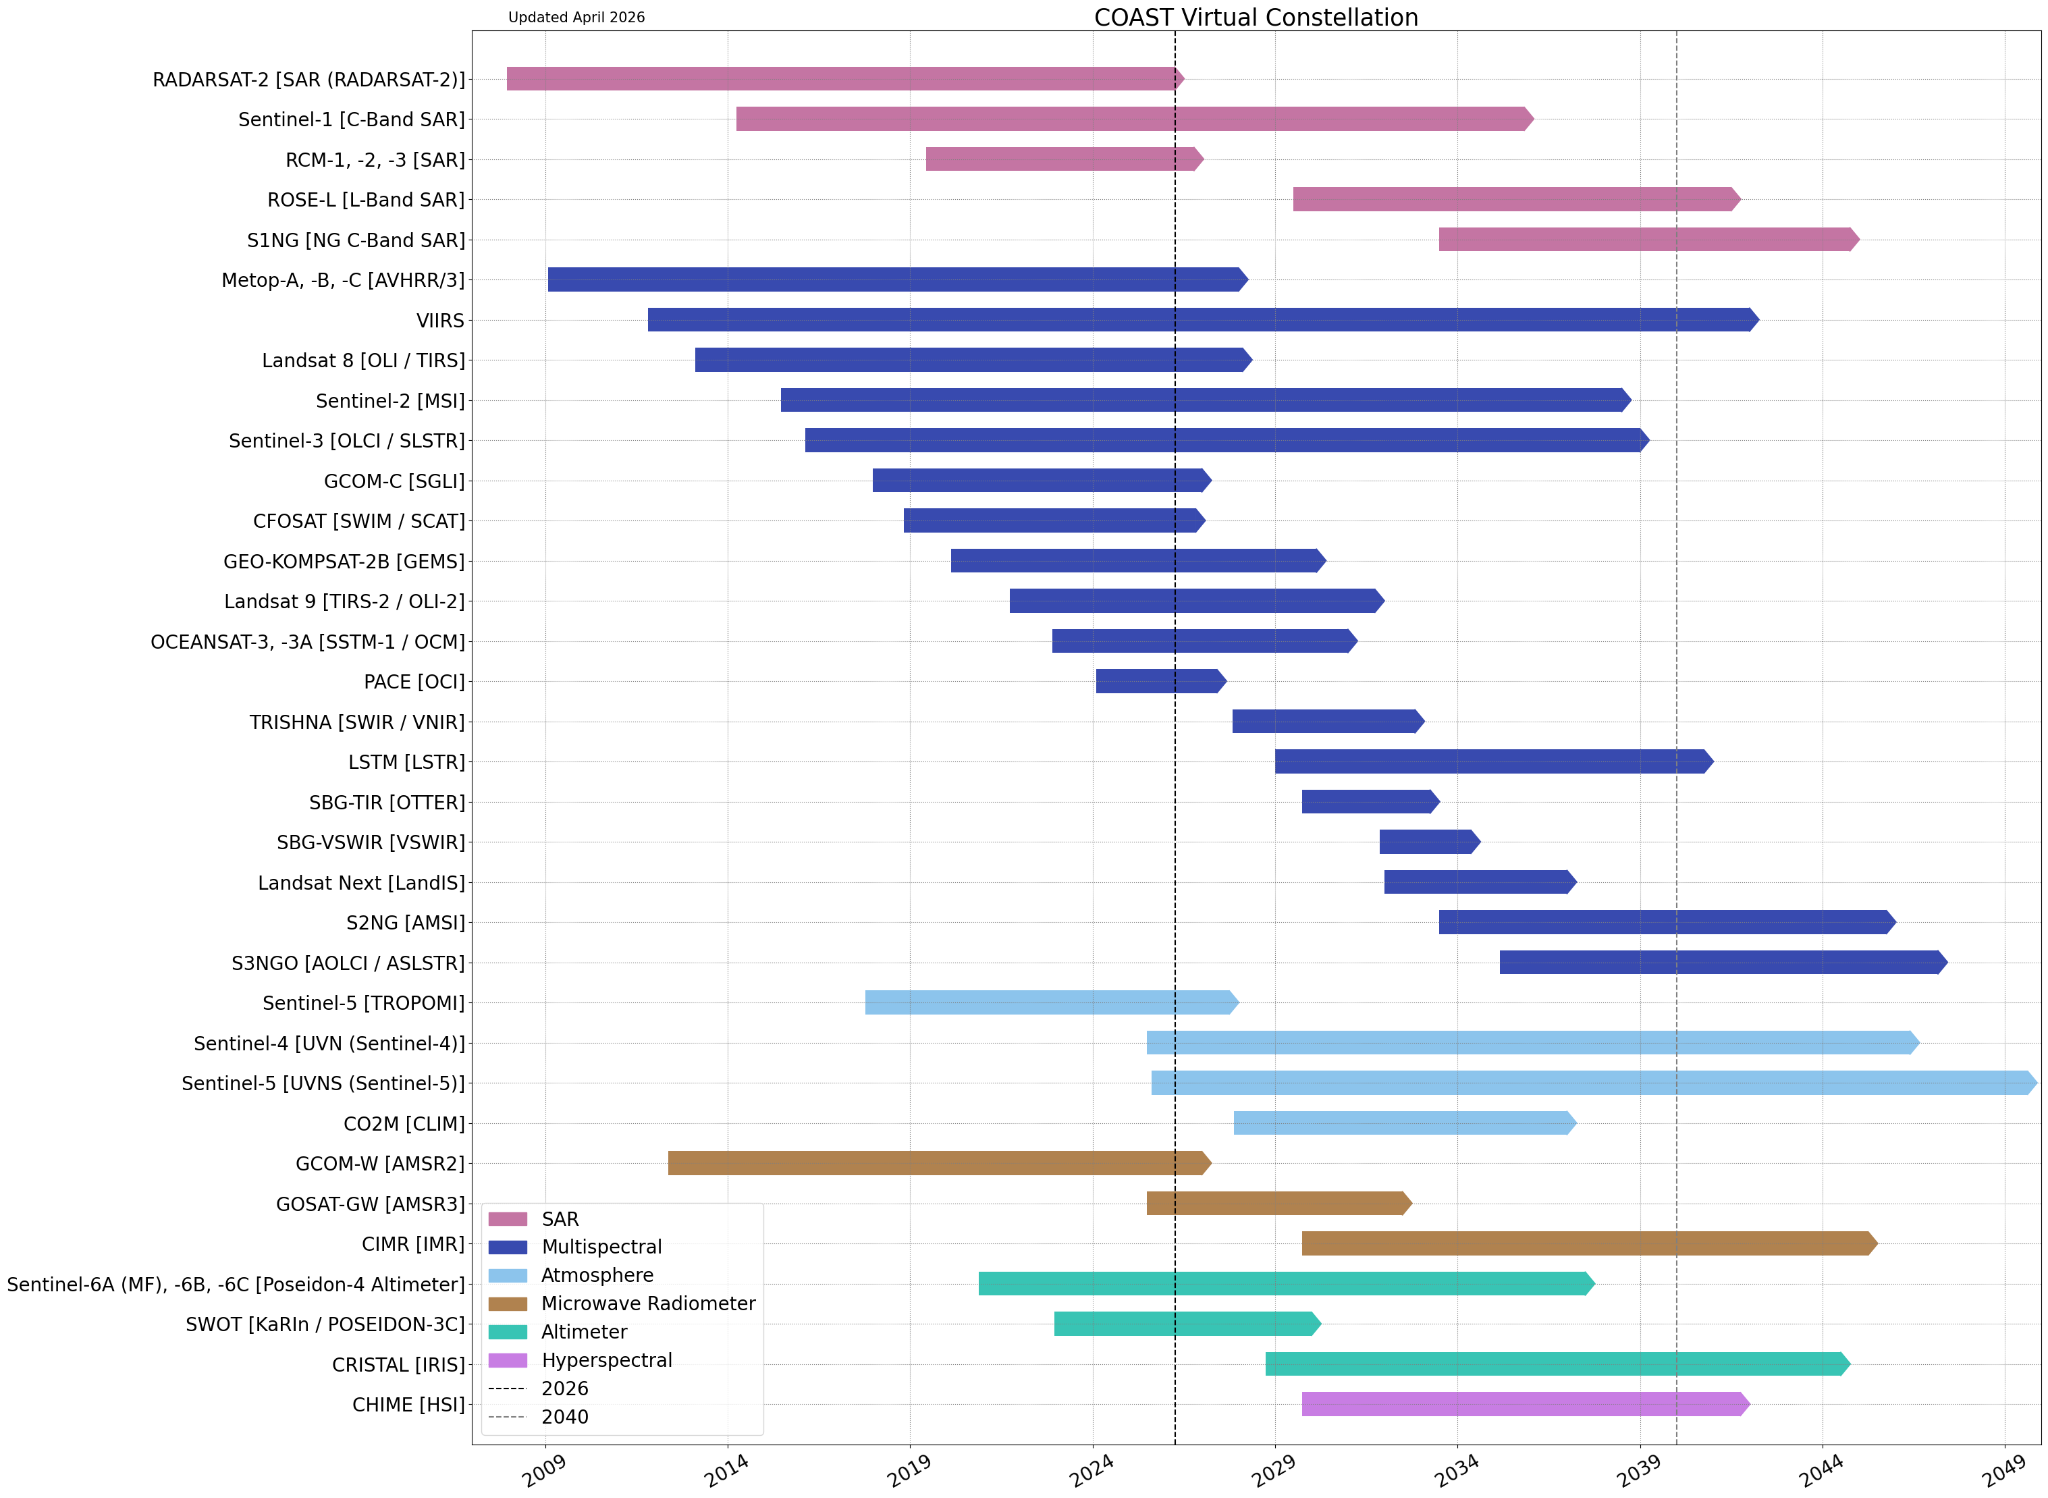 Updated April 2026
COAST Virtual Constellation
RADARSAT-2 [SAR (RADARSAT-2)]
Sentinel-1 [C-Band SAR]
RCM-1, -2, -3 [SAR]
ROSE-L [L-Band SAR]
S1NG [NG C-Band SAR]
Metop-A, -B, -C [AVHRR/3]
VIIRS
Landsat 8 [OLI / TIRS]
Sentinel-2 [MSI]
Sentinel-3 [OLCI / SLSTR]
GCOM-C [SGLI]
CFOSAT [SWIM / SCAT]
GEO-KOMPSAT-2B [GEMS]
Landsat 9 [TIRS-2 / OLI-2]
OCEANSAT-3, -3A [SSTM-1 / OCM]
PACE [OCI]
TRISHNA [SWIR / VNIR]
LSTM [LSTR]
SBG-TIR [OTTER]
SBG-VSWIR [VSWIR]
Landsat Next [LandIS]
S2NG [AMSI]
S3NGO [AOLCI / ASLSTR]
Sentinel-5 [TROPOMI]
Sentinel-4 [UVN (Sentinel-4)]
Sentinel-5 [UVNS (Sentinel-5)]
CO2M [CLIM]
GCOM-W [AMSR2]
GOSAT-GW [AMSR3]
CIMR [IMR]
Sentinel-6A (MF), -6B, -6C [Poseidon-4 Altimeter]
SWOT [KaRIn / POSEIDON-3C]
CRISTAL [IRIS]
CHIME [HSI]
SAR
Multispectral
Atmosphere
Microwave Radiometer
Altimeter
Hyperspectral
2026
2040
2009
2014
2019
2024
2029
2034
2039
2044
2049